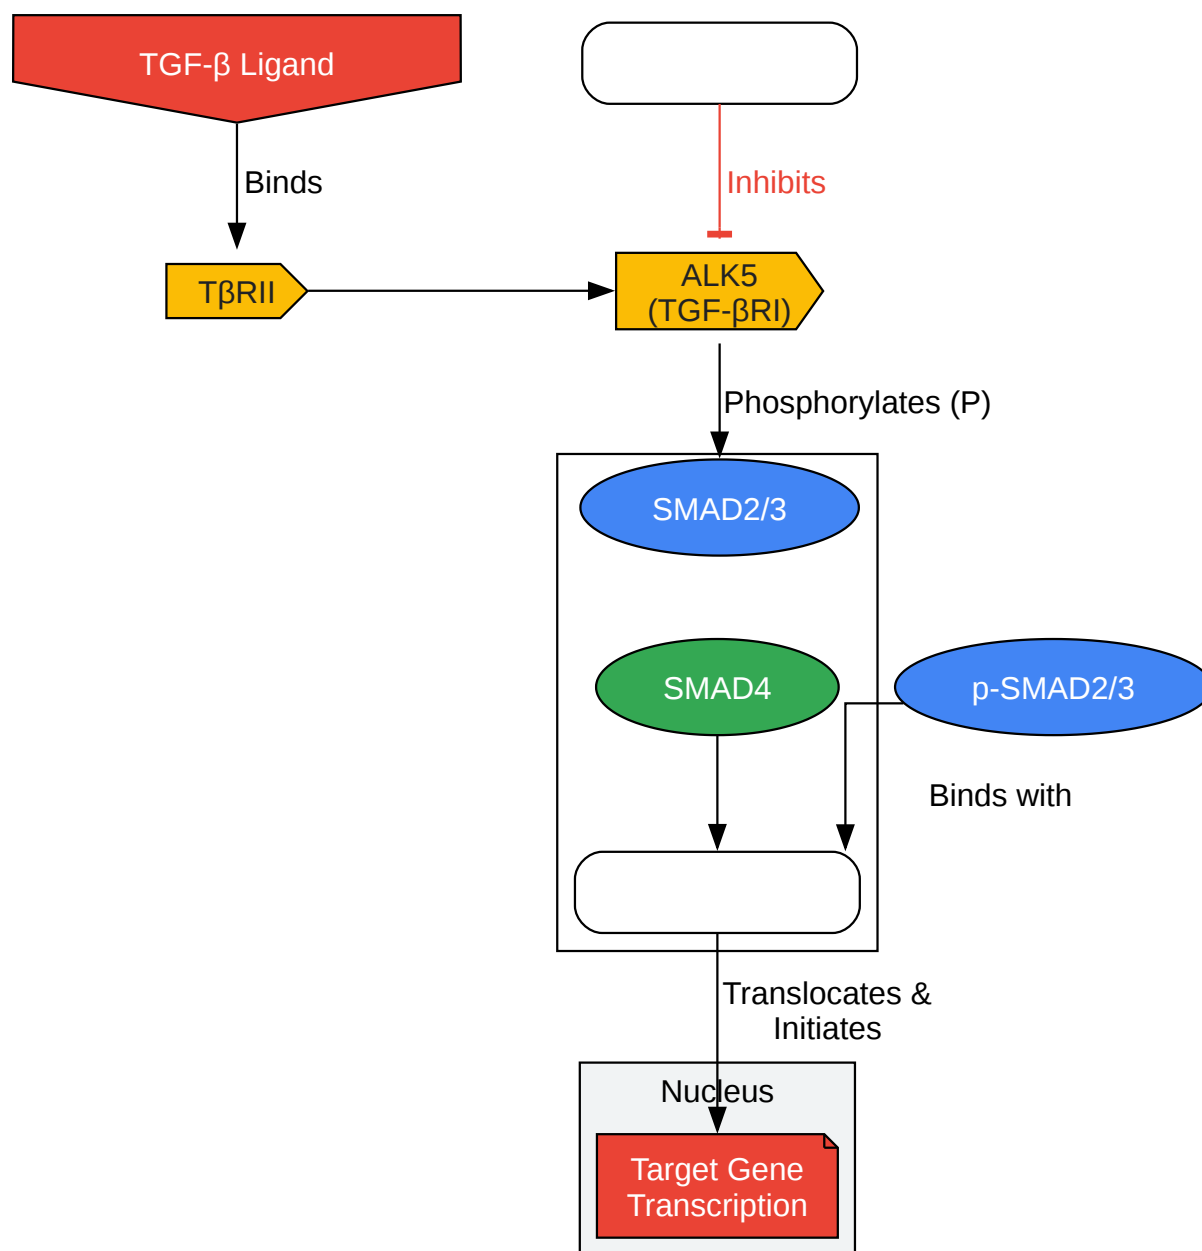 TGF-β Ligand
Binds
Inhibits
TβRII
ALK5
(TGF-βRI)
Phosphorylates (P)
SMAD2/3
SMAD4
p-SMAD2/3
Binds with
Translocates &
Initiates
Nucleus
Target Gene
Transcription